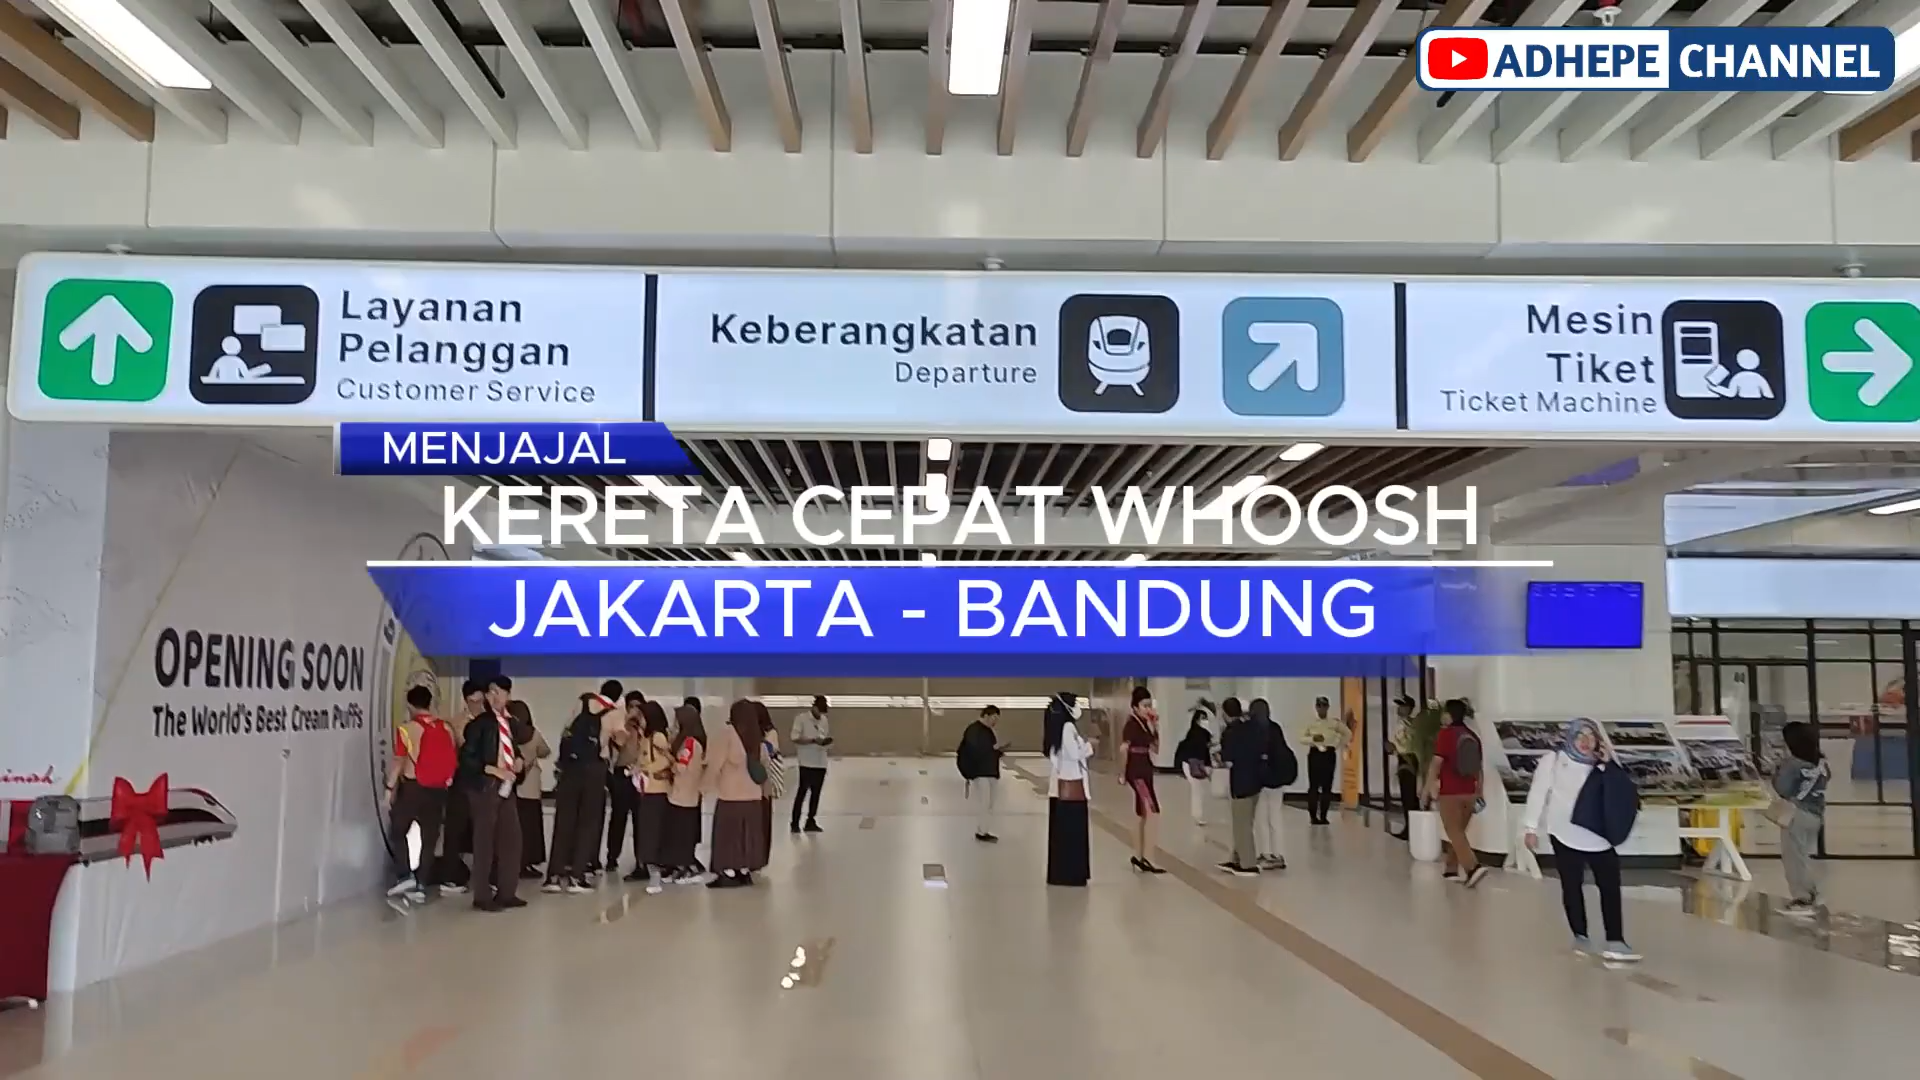 ADHEPE CHANNEL
Layanan
Pelanggan
Customer Service
Keberangkatan
Departure
Mesin
Tiket
Ticket Machine
MENJAJAL
KERETA CEPAT WHOOSH
JAKARTA - BANDUNG
OPENING SOON
The World's Best Cream Puffs